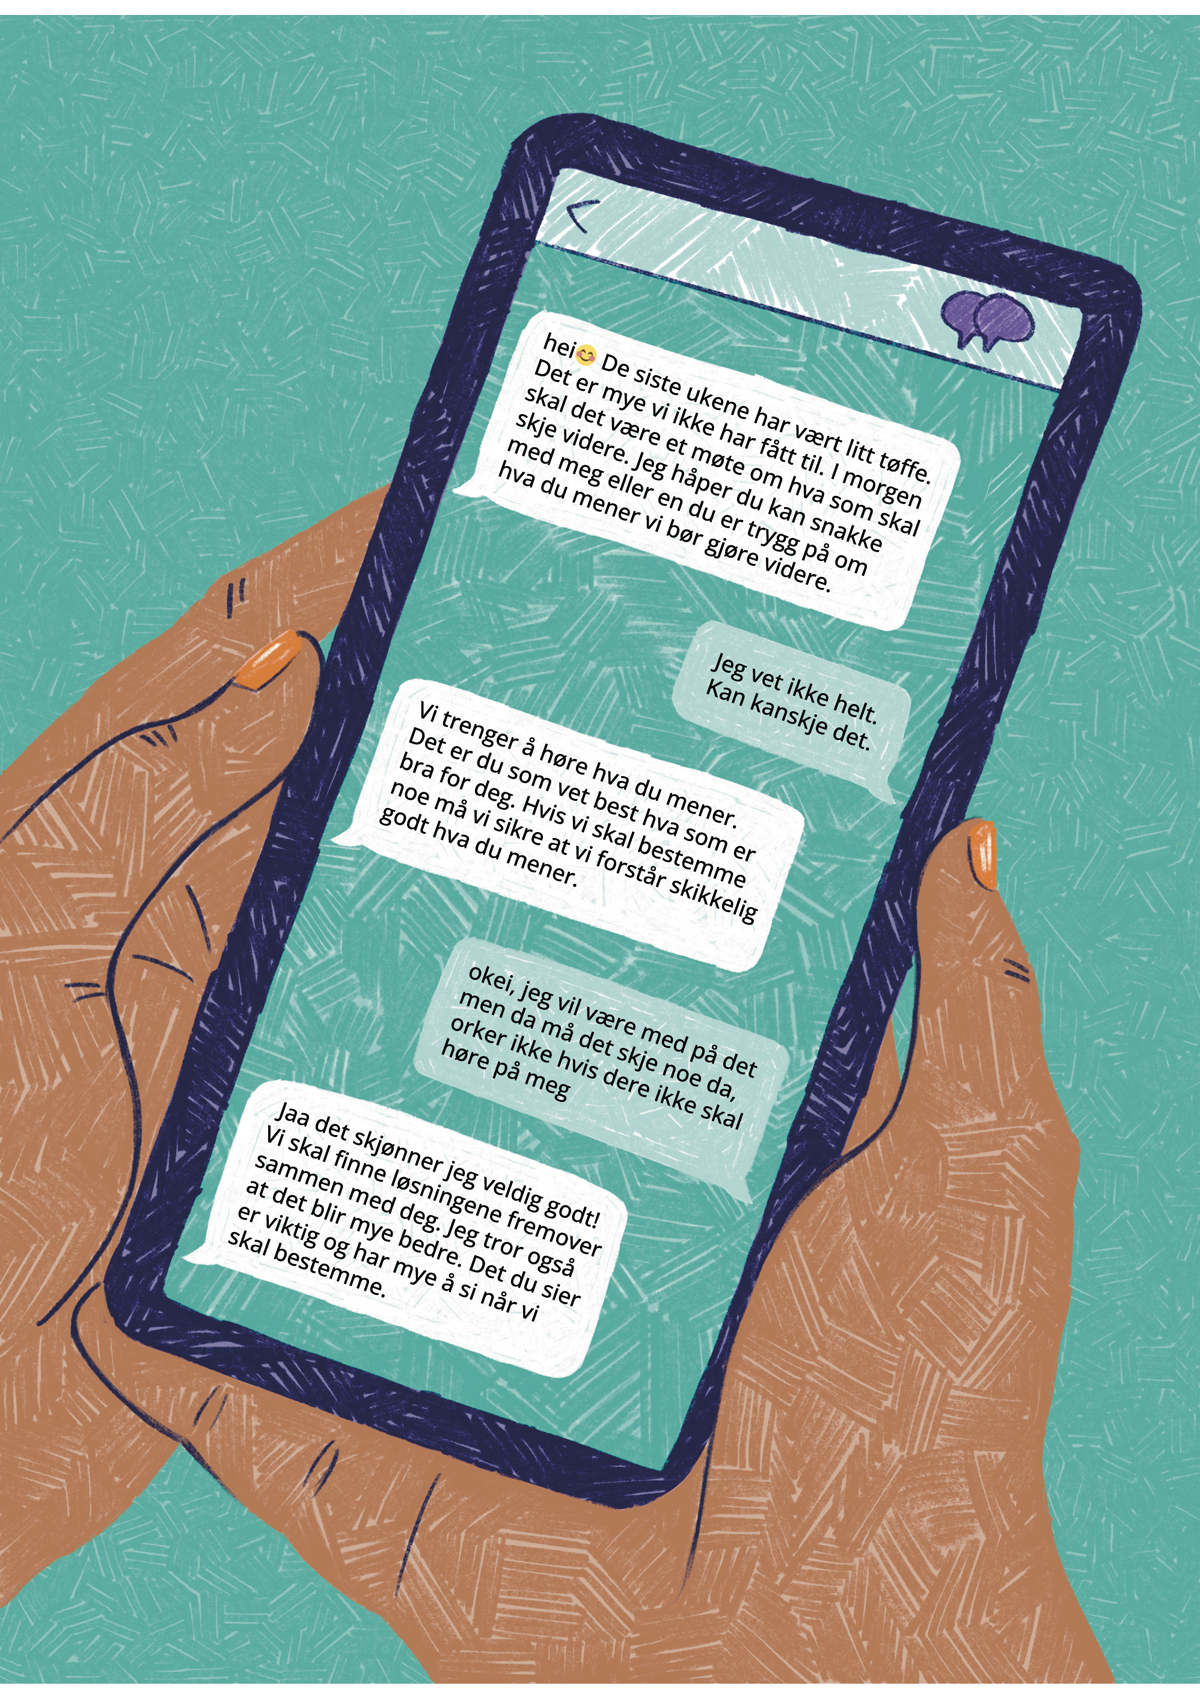 hei😊 De siste ukene har vært litt tøffe.
Det er mye vi ikke har fått til. I morgen
skal det være et møte om hva som skal
skje videre. Jeg håper du kan snakke
med meg eller en du er trygg på om
hva du mener vi bør gjøre videre.
Jeg vet ikke helt.
Kan kanskje det.
Vi trenger å høre hva du mener.
Det er du som vet best hva som er
bra for deg. Hvis vi skal bestemme
noe må vi sikre at vi forstår skikkelig
godt hva du mener.
okei, jeg vil være med på det
men da må det skje noe da,
orker ikke hvis dere ikke skal
høre på meg
Jaa det skjønner jeg veldig godt!
Vi skal finne løsningene fremover
sammen med deg. Jeg tror også
at det blir mye bedre. Det du sier
er viktig og har mye å si når vi
skal bestemme.